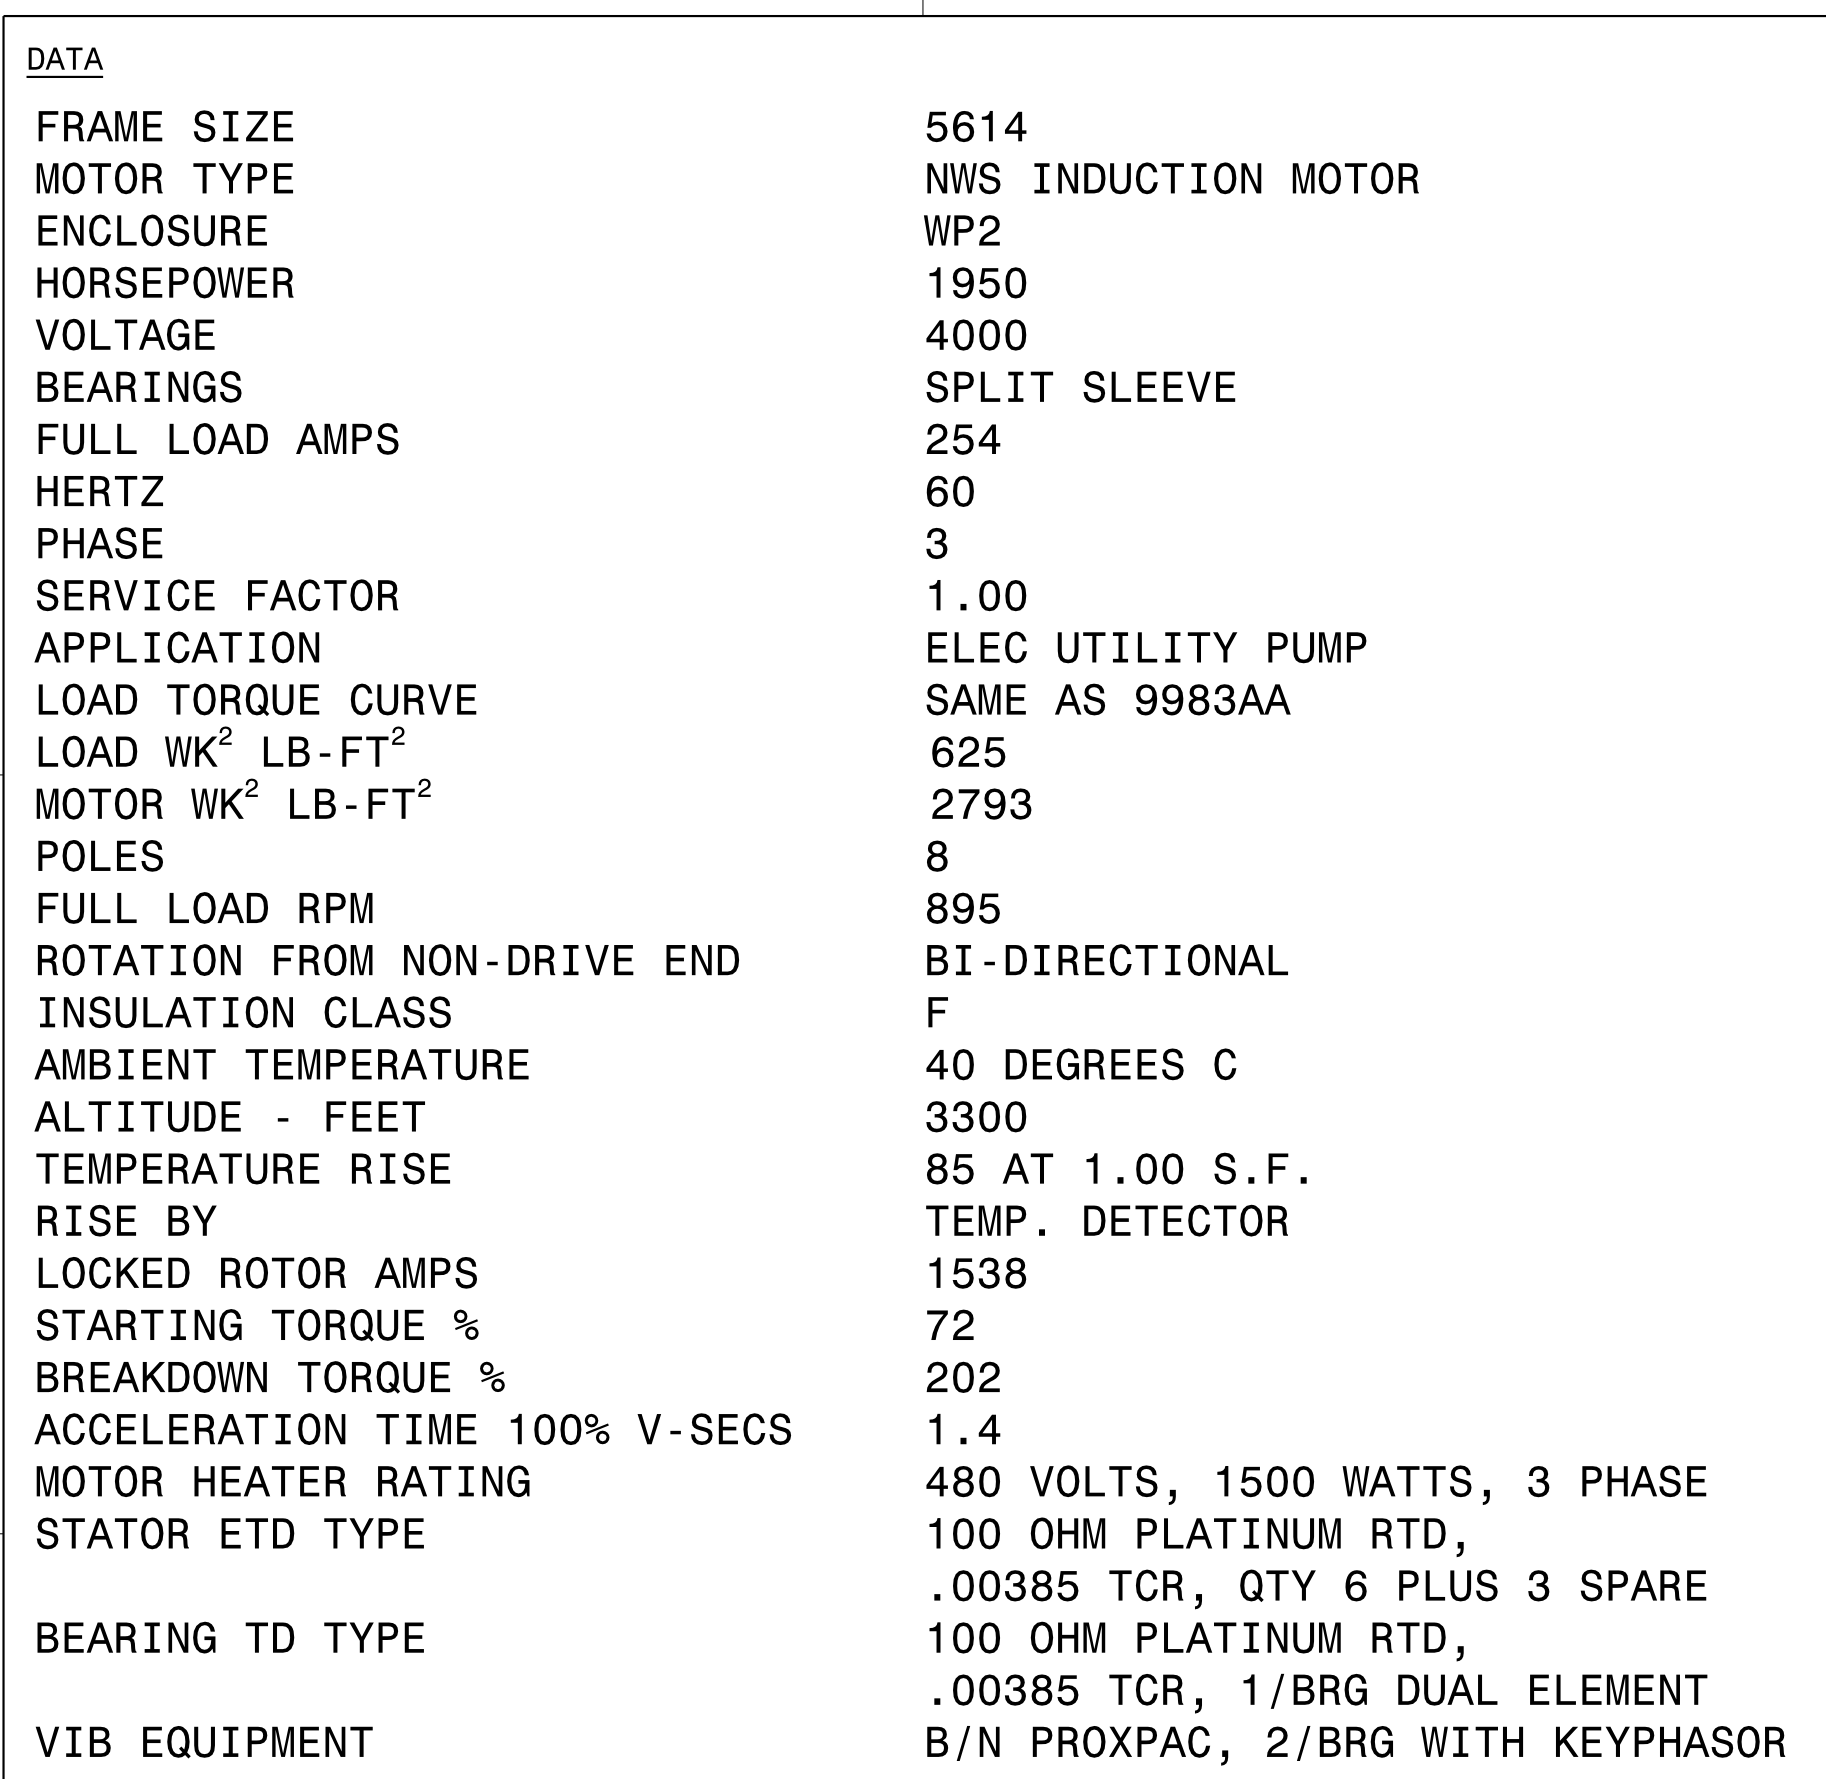 DATA
FRAME SIZE 5614
MOTOR TYPE NWS INDUCTION MOTOR
ENCLOSURE WP2
HORSEPOWER 1950
VOLTAGE 4000
BEARINGS SPLIT SLEEVE
FULL LOAD AMPS 254
HERTZ 60
PHASE 3
SERVICE FACTOR 1.00
APPLICATION ELEC UTILITY PUMP
LOAD TORQUE CURVE SAME AS 9983AA
LOAD WK² LB-FT² 625
MOTOR WK² LB-FT² 2793
POLES 8
FULL LOAD RPM 895
ROTATION FROM NON-DRIVE END BI-DIRECTIONAL
INSULATION CLASS F
AMBIENT TEMPERATURE 40 DEGREES C
ALTITUDE - FEET 3300
TEMPERATURE RISE 85 AT 1.00 S.F.
RISE BY TEMP. DETECTOR
LOCKED ROTOR AMPS 1538
STARTING TORQUE % 72
BREAKDOWN TORQUE % 202
ACCELERATION TIME 100% V-SECS 1.4
MOTOR HEATER RATING 480 VOLTS, 1500 WATTS, 3 PHASE
STATOR ETD TYPE 100 OHM PLATINUM RTD,
.00385 TCR, QTY 6 PLUS 3 SPARE
BEARING TD TYPE 100 OHM PLATINUM RTD,
.00385 TCR, 1/BRG DUAL ELEMENT
VIB EQUIPMENT B/N PROXPAC, 2/BRG WITH KEYPHASOR